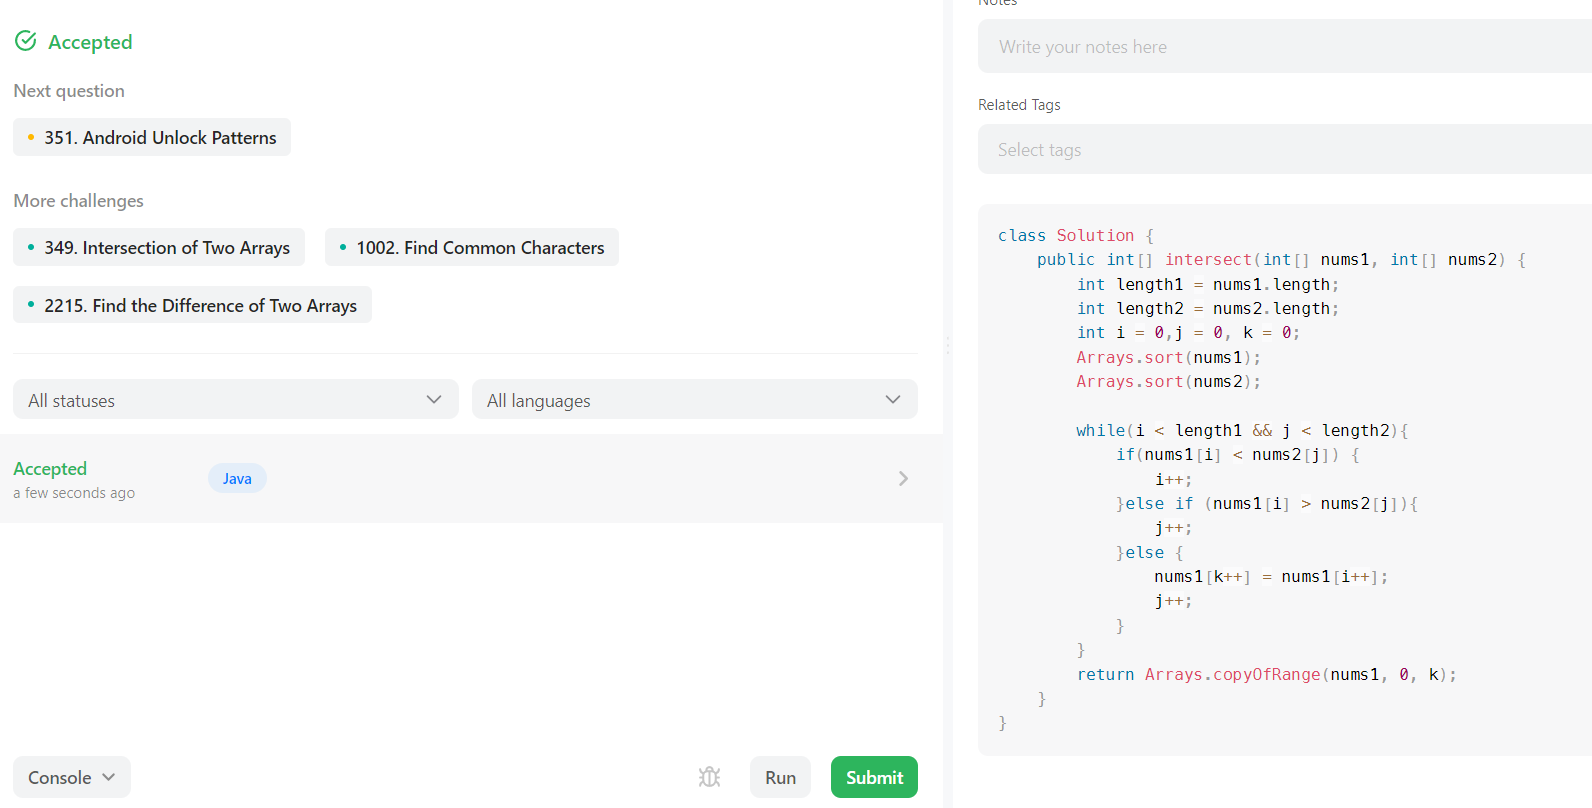 Accepted
Next question
351. Android Unlock Patterns
More challenges
349. Intersection of Two Arrays
1002. Find Common Characters
2215. Find the Difference of Two Arrays
All statuses
All languages
Accepted
a few seconds ago
Java
Console
Run
Submit
Notes
Write your notes here
Related Tags
Select tags
class Solution {
    public int[] intersect(int[] nums1, int[] nums2) {
        int length1 = nums1.length;
        int length2 = nums2.length;
        int i = 0,j = 0, k = 0;
        Arrays.sort(nums1);
        Arrays.sort(nums2);

        while(i < length1 && j < length2){
            if(nums1[i] < nums2[j]) {
                i++;
            }else if (nums1[i] > nums2[j]){
                j++;
            }else {
                nums1[k++] = nums1[i++];
                j++;
            }
        }
        return Arrays.copyOfRange(nums1, 0, k);
    }
}